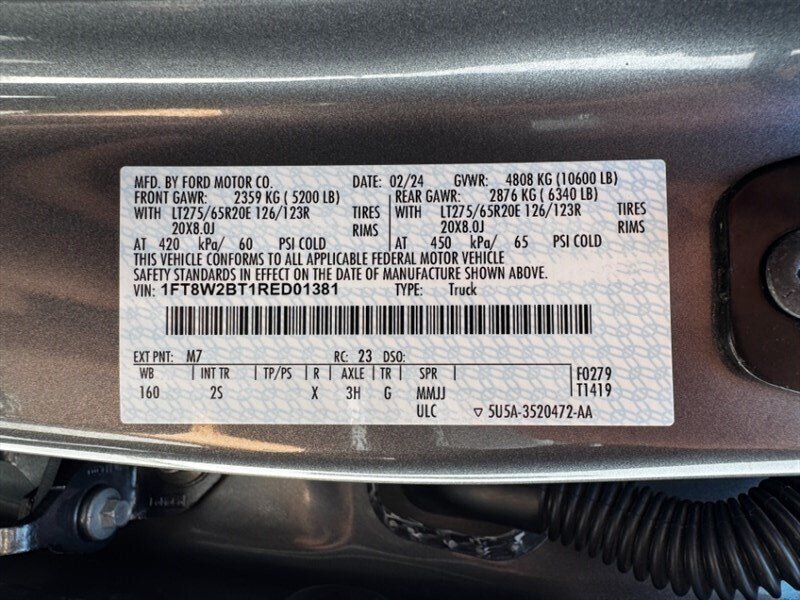 MFD. BY FORD MOTOR CO. DATE: 02/24 GVWR: 4808 KG (10600 LB)
FRONT GAWR: 2359 KG ( 5200 LB) REAR GAWR: 2876 KG ( 6340 LB)
WITH LT275/65R20E 126/123R TIRES WITH LT275/65R20E 126/123R TIRES
20X8.0J RIMS 20X8.0J RIMS
AT 420 kPa/ 60 PSI COLD AT 450 kPa/ 65 PSI COLD
THIS VEHICLE CONFORMS TO ALL APPLICABLE FEDERAL MOTOR VEHICLE
SAFETY STANDARDS IN EFFECT ON THE DATE OF MANUFACTURE SHOWN ABOVE.
VIN: 1FT8W2BT1RED01381 TYPE: Truck
EXT PNT: M7 RC: 23 DSO:
WB INT TR TP/PS R AXLE TR SPR F0279
160 2S X 3H G MMJJ T1419
ULC ▽ 5U5A-3520472-AA